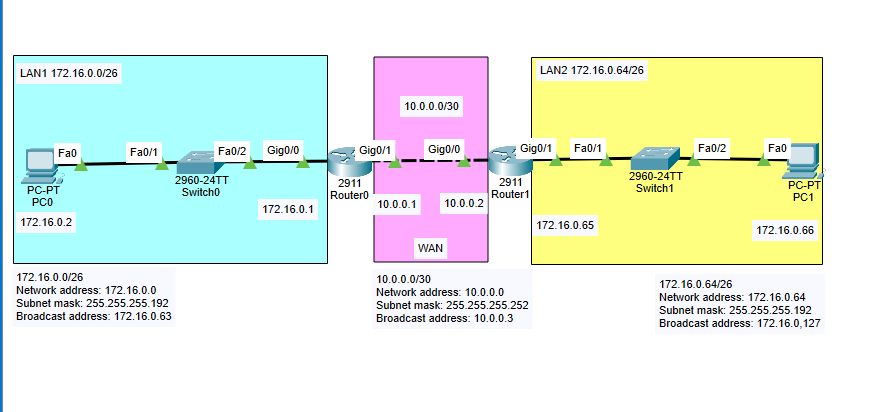 LAN1 172.16.0.0/26
LAN2 172.16.0.64/26
10.0.0.0/30
Fa0
Fa0/1
Fa0/2
Gig0/0
Gig0/1
Gig0/0
Gig0/1
Fa0/1
Fa0/2
Fa0
PC-PT
PC0
2960-24TT
Switch0
2911
Router0
2911
Router1
2960-24TT
Switch1
PC-PT
PC1
172.16.0.2
172.16.0.1
10.0.0.1
10.0.0.2
172.16.0.65
172.16.0.66
WAN
172.16.0.0/26
Network address: 172.16.0.0
Subnet mask: 255.255.255.192
Broadcast address: 172.16.0.63
10.0.0.0/30
Network address: 10.0.0.0
Subnet mask: 255.255.255.252
Broadcast address: 10.0.0.3
172.16.0.64/26
Network address: 172.16.0.64
Subnet mask: 255.255.255.192
Broadcast address: 172.16.0,127